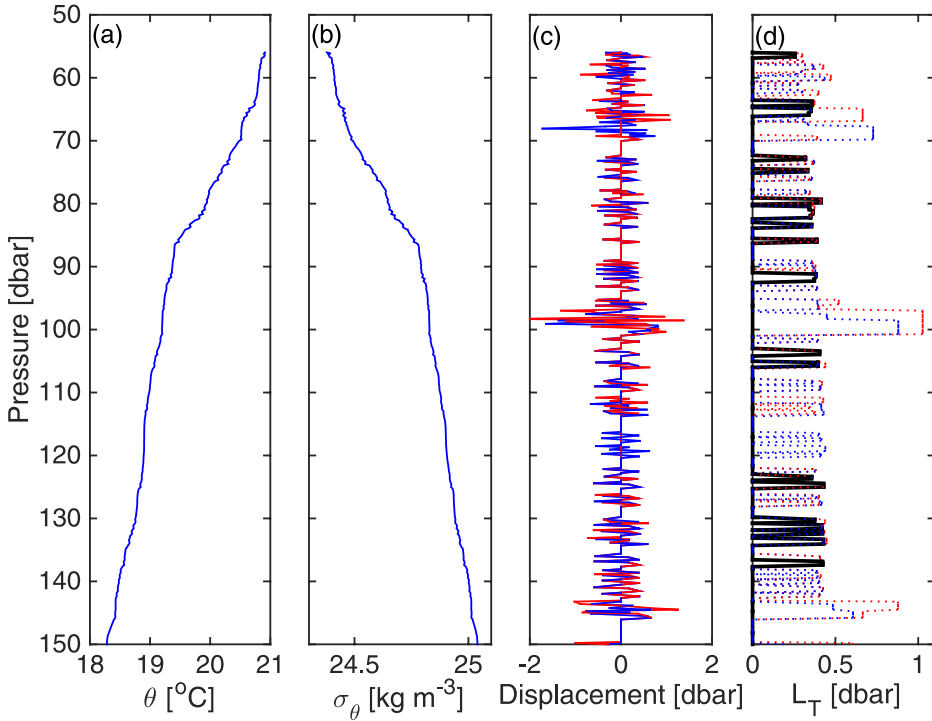 (a) (b) (c) (d)
50
60
70
80
90
100
110
120
130
140
150
Pressure [dbar]
18 19 20 21 24.5 25 -2 0 2 0 0.5 1
θ [°C] σθ [kg m-3] Displacement [dbar] LT [dbar]